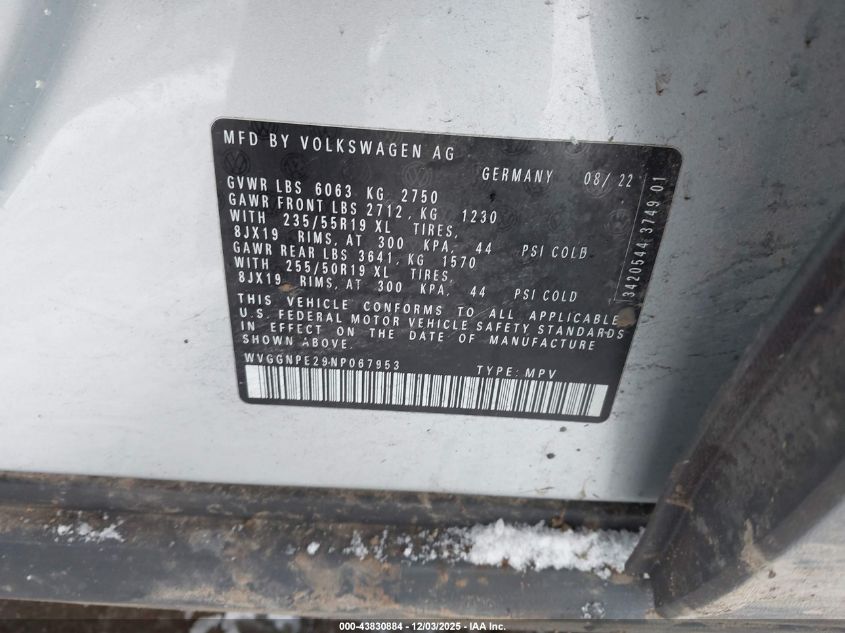 MFD BY VOLKSWAGEN AG
GERMANY 08/ 22
GVWR LBS 6063 KG 2750
GAWR FRONT LBS 2712, KG 1230
WITH 235/55R19 XL TIRES,
8JX19 RIMS, AT 300 KPA, 44 PSI COLD
GAWR REAR LBS 3641, KG 1570
WITH 255/50R19 XL TIRES,
8JX19 RIMS, AT 300 KPA, 44 PSI COLD
THIS VEHICLE CONFORMS TO ALL APPLICABLE
U.S. FEDERAL MOTOR VEHICLE SAFETY STANDARDS
IN EFFECT ON THE DATE OF MANUFACTURE
SHOWN ABOVE.
WVGGNPE29NP067953 TYPE: MPV
3420544 3749 01
000-43830884 - 12/03/2025 - IAA Inc.